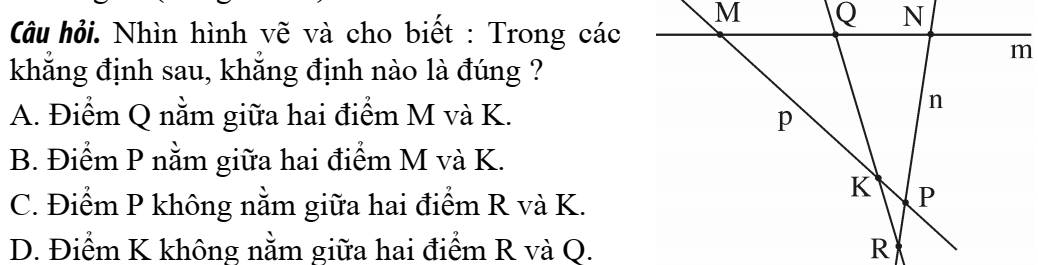 Câu hỏi. Nhìn hình vẽ và cho biết : Trong các
khẳng định sau, khẳng định nào là đúng ?
A. Điểm Q nằm giữa hai điểm M và K.
B. Điểm P nằm giữa hai điểm M và K.
C. Điểm P không nằm giữa hai điểm R và K.
D. Điểm K không nằm giữa hai điểm R và Q.
M Q N
m
n
p
K P
R